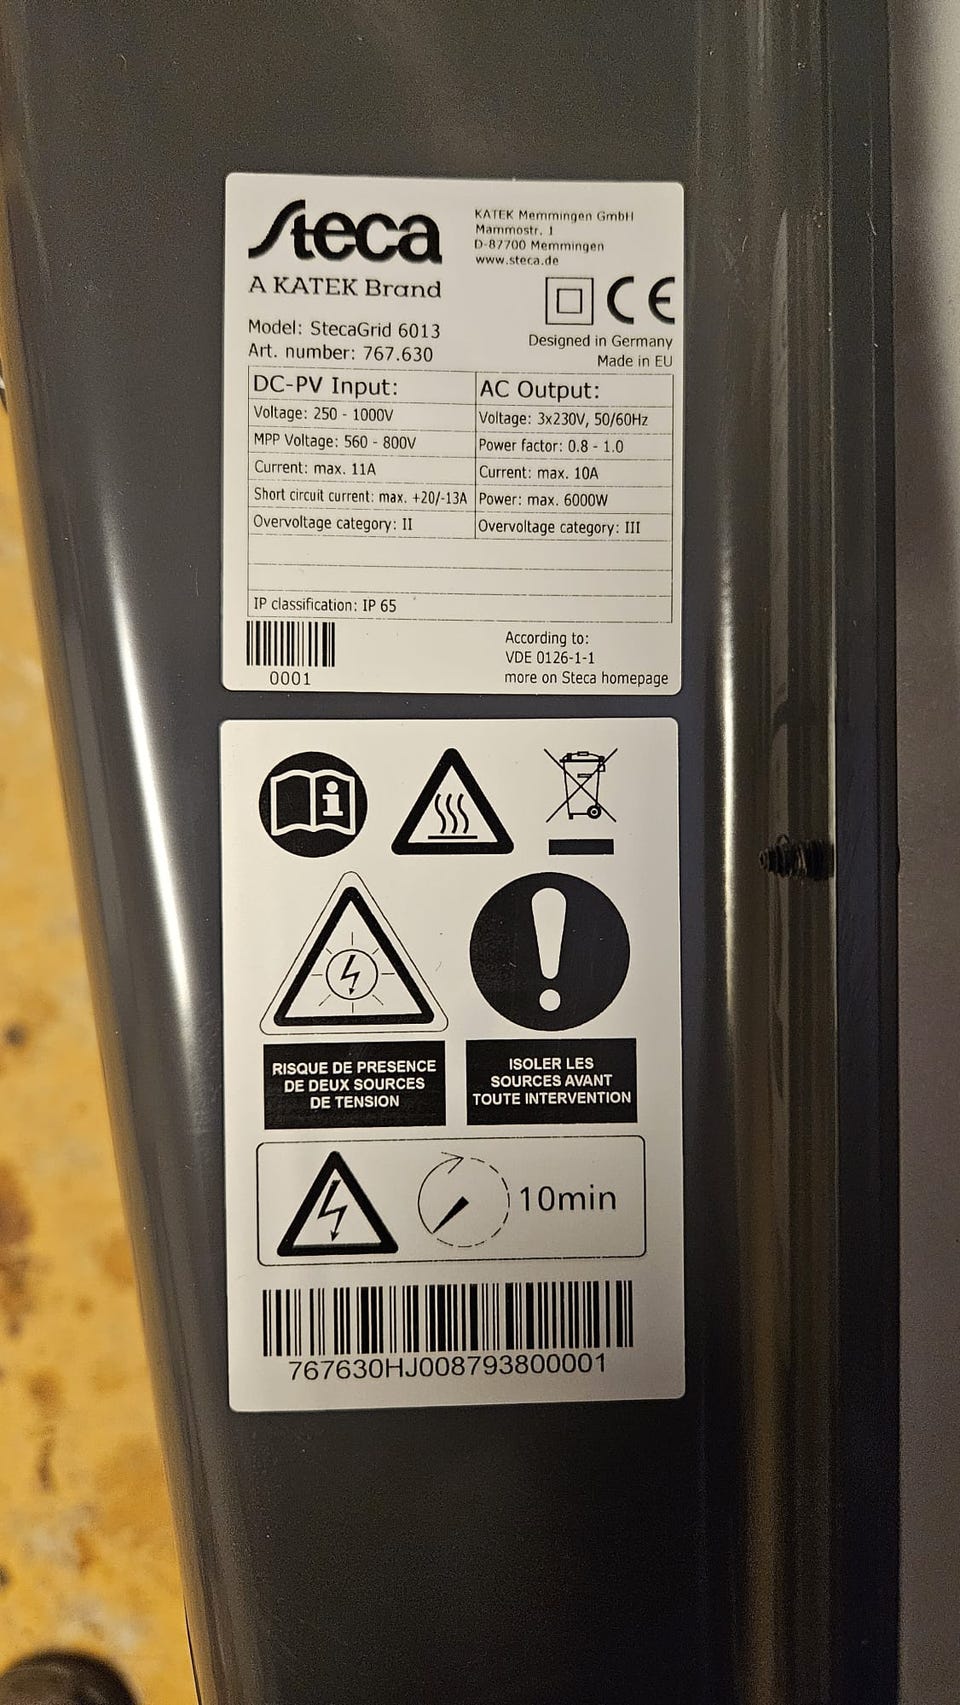 Steca
A KATEK Brand
KATEK Memmingen GmbH
Mammostr. 1
D-87700 Memmingen
www.steca.de
CE
Model: StecaGrid 6013
Art. number: 767.630
Designed in Germany
Made in EU
DC-PV Input:
Voltage: 250 - 1000V
MPP Voltage: 560 - 800V
Current: max. 11A
Short circuit current: max. +20/-13A
Overvoltage category: II
AC Output:
Voltage: 3x230V, 50/60Hz
Power factor: 0.8 - 1.0
Current: max. 10A
Power: max. 6000W
Overvoltage category: III
IP classification: IP 65
0001
According to:
VDE 0126-1-1
more on Steca homepage
RISQUE DE PRESENCE
DE DEUX SOURCES
DE TENSION
ISOLER LES
SOURCES AVANT
TOUTE INTERVENTION
10min
767630HJ008793800001